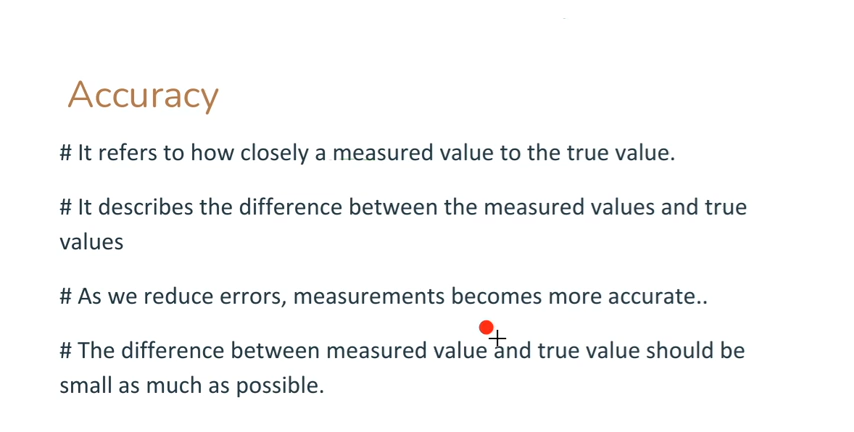 Accuracy
# It refers to how closely a measured value to the true value.
# It describes the difference between the measured values and true
values
# As we reduce errors, measurements becomes more accurate..
# The difference between measured value and true value should be
small as much as possible.